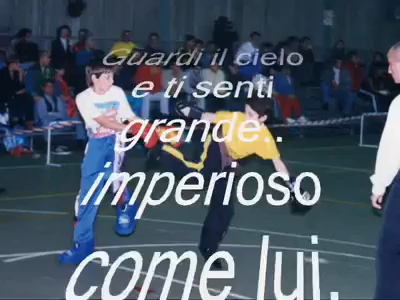 Guardi il cielo
e ti senti
grande..
imperioso
come lui.